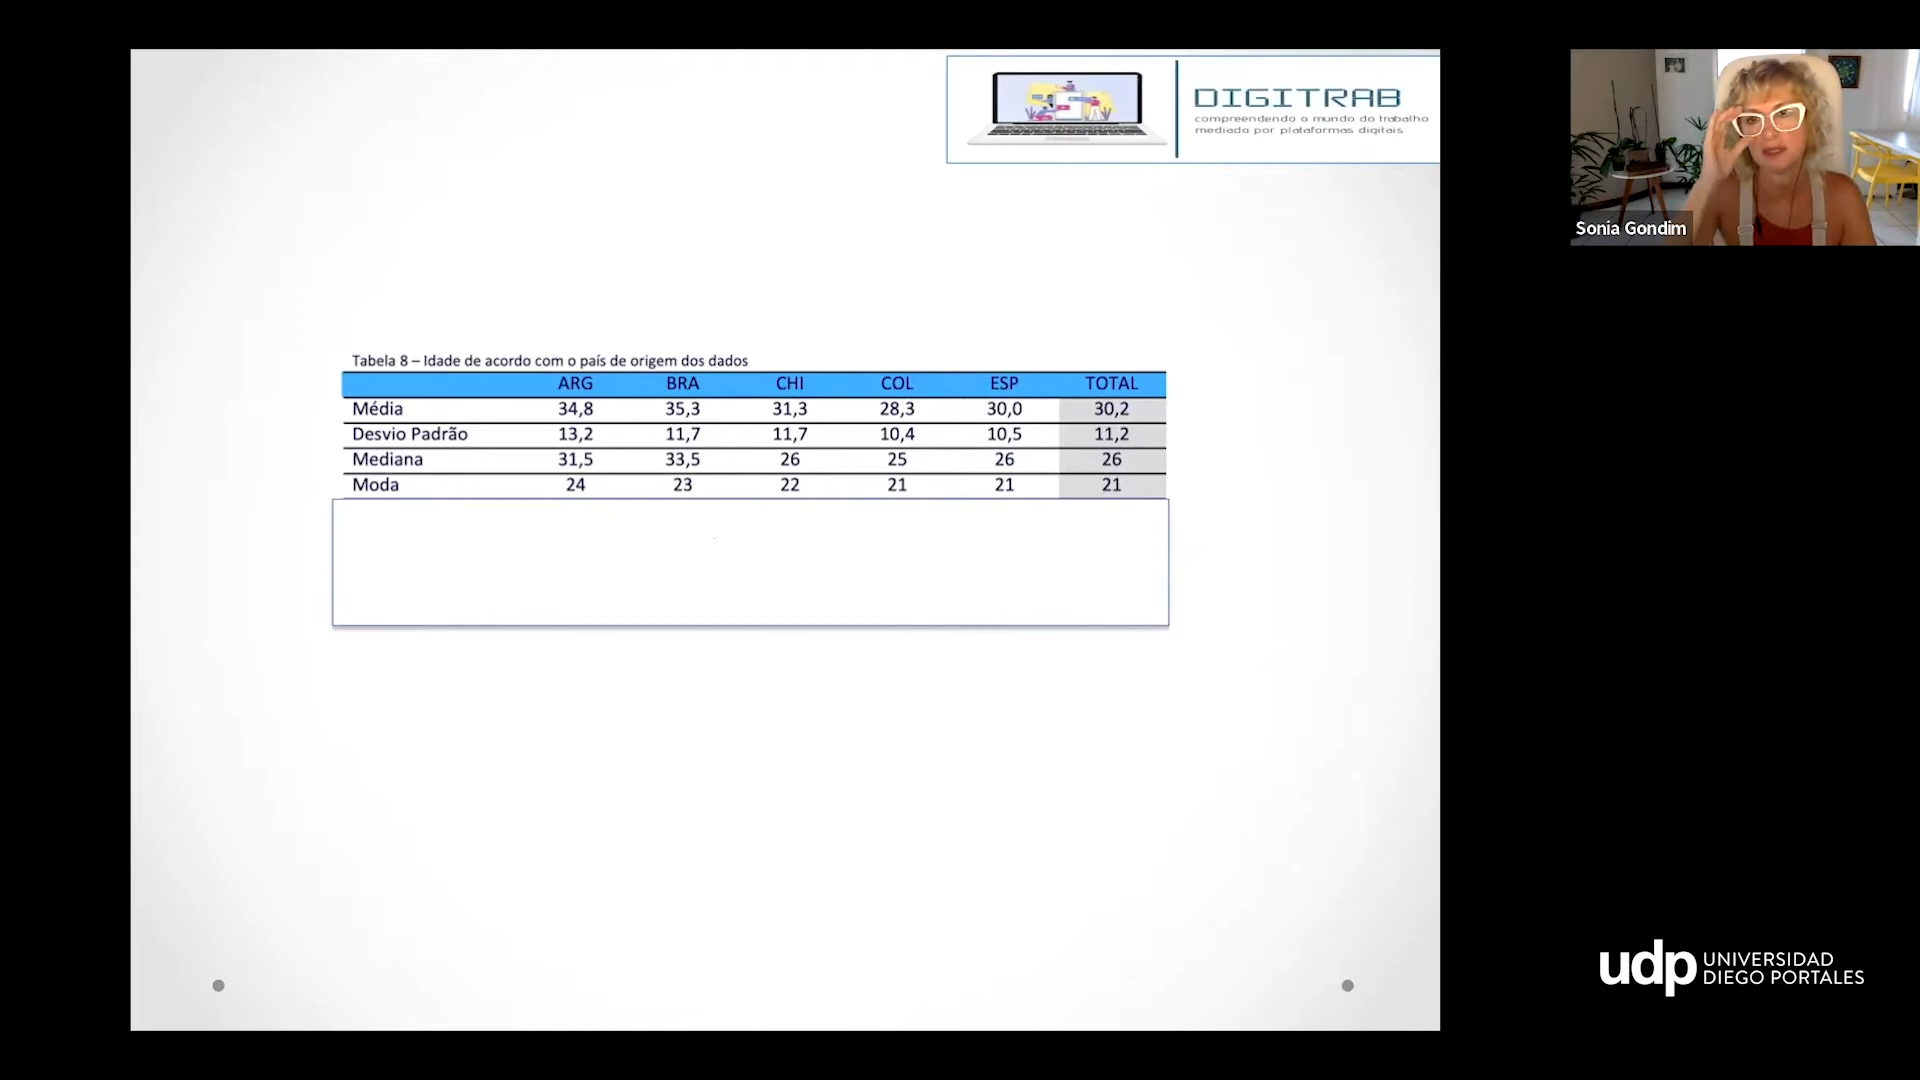 DIGITRAB
compreendendo o mundo do trabalho
mediada por plataformas digitais
Sonia Gondim
Tabela 8 – Idade de acordo com o país de origem dos dados
ARG BRA CHI COL ESP TOTAL
Média 34,8 35,3 31,3 28,3 30,0 30,2
Desvio Padrão 13,2 11,7 11,7 10,4 10,5 11,2
Mediana 31,5 33,5 26 25 26 26
Moda 24 23 22 21 21 21
udp UNIVERSIDAD
DIEGO PORTALES